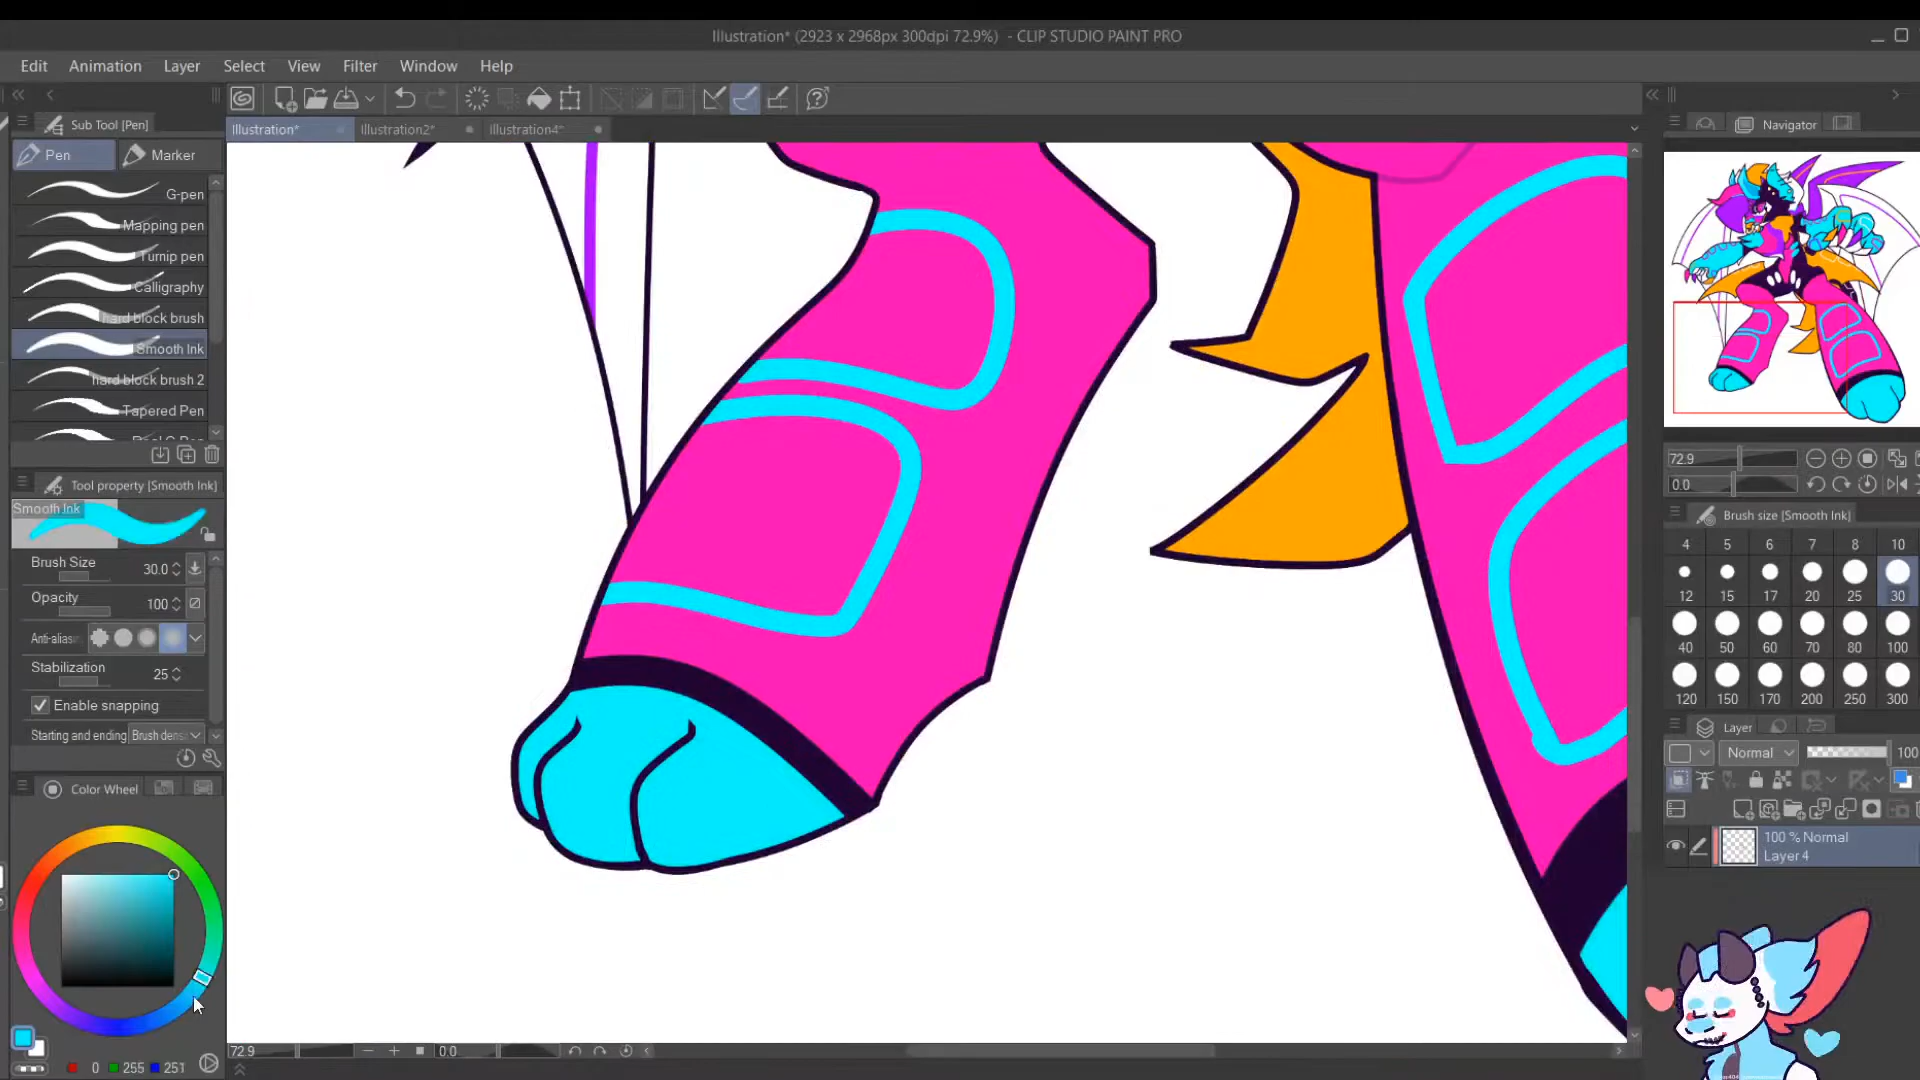 Illustration* (2923 x 2968px 300dpi 72.9%)  - CLIP STUDIO PAINT PRO
Edit Animation Layer Select View Filter Window Help
Sub Tool [Pen]
Illustration* Illustration2* Illustration4*
Navigator
Pen Marker
G-pen
Mapping pen
Turnip pen
Calligraphy
hard block brush
Smooth Ink
hard block brush 2
Tapered Pen
72.9
0.0
Tool property [Smooth Ink]
Smooth Ink
Brush size [Smooth Ink]
4 5 6 7 8 10
12 15 17 20 25 30
40 50 60 70 80 100
120 150 170 200 250 300
Brush Size 30.0
Opacity 100
Anti-alias
Stabilization 25
Enable snapping
Starting and ending Brush dens
Layer
Normal 100
Color Wheel
100 % Normal
Layer 4
72.9 0.0
0 255 251